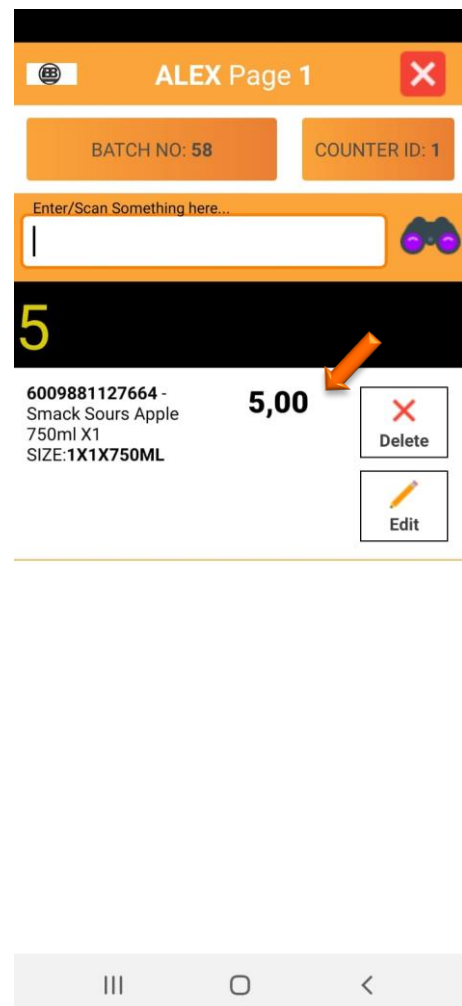 ALEX Page 1
BATCH NO: 58
COUNTER ID: 1
Enter/Scan Something here...
5
6009881127664 -
Smack Sours Apple
750ml X1
SIZE:1X1X750ML
5,00
Delete
Edit